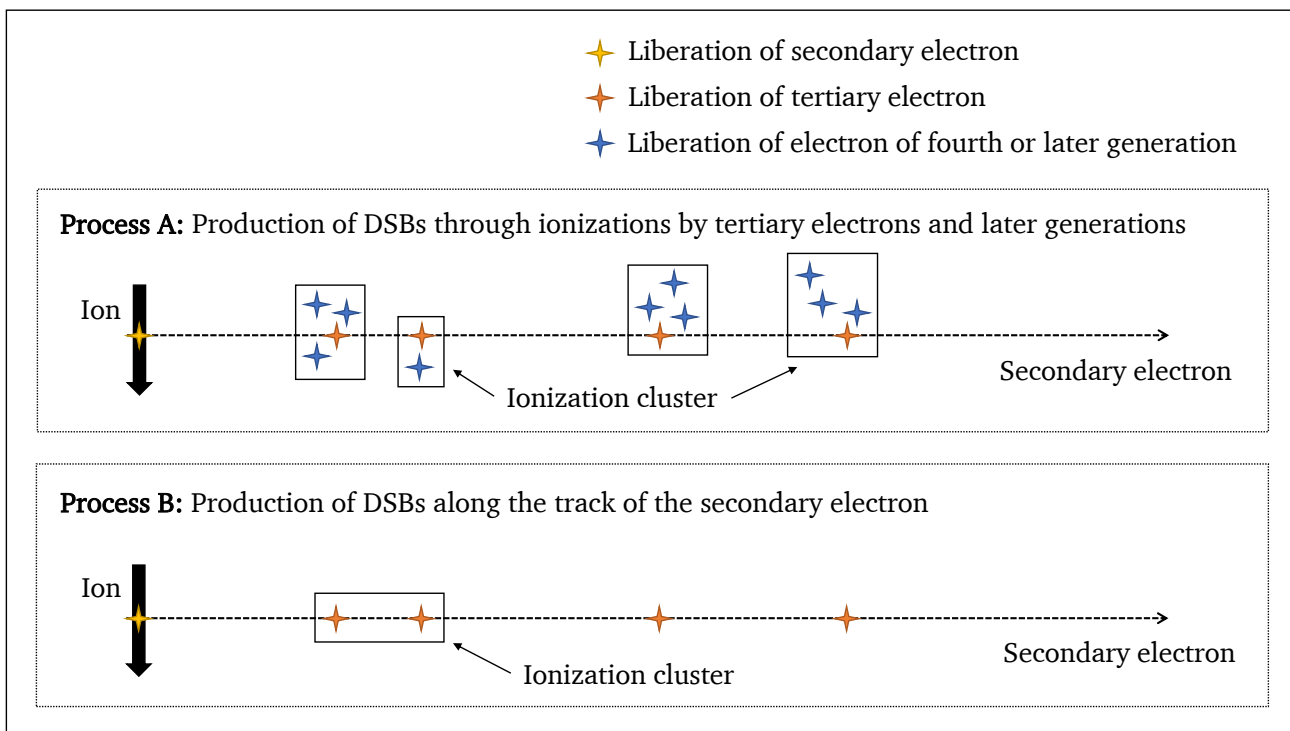 Liberation of secondary electron
Liberation of tertiary electron
Liberation of electron of fourth or later generation
Process A: Production of DSBs through ionizations by tertiary electrons and later generations
Ion
Secondary electron
Ionization cluster
Process B: Production of DSBs along the track of the secondary electron
Ion
Secondary electron
Ionization cluster